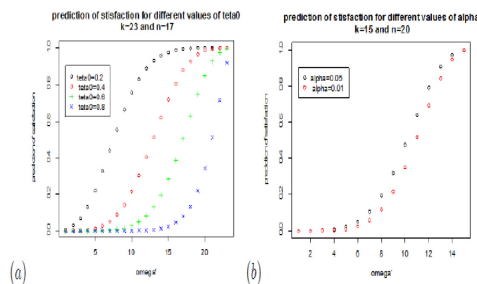 prediction of stisfaction for different values of teta0
k=23 and n=17
prediction of satisfaction
0.0 0.2 0.4 0.6 0.8 1.0
teta0=0.2
teta0=0.4
teta0=0.6
teta0=0.8
5 10 15 20
omega'
(a)
prediction of stisfaction for different values of alpha
k=15 and n=20
prediction of satisfaction
0.0 0.2 0.4 0.6 0.8 1.0
alpha=0.05
alpha=0.01
2 4 6 8 10 12 14
omega'
(b)